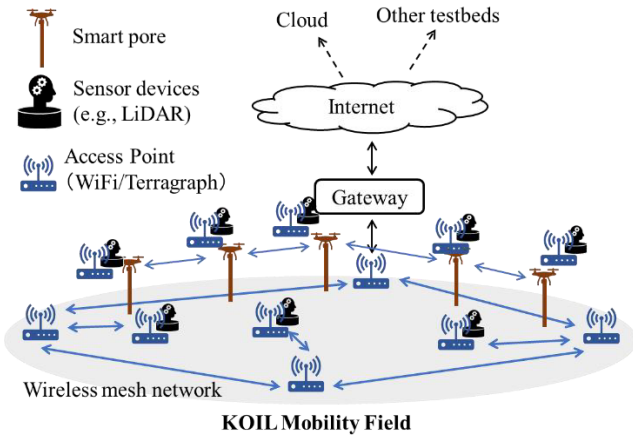 Smart pore
Sensor devices
(e.g., LiDAR)
Access Point
（WiFi/Terragraph)
Cloud
Other testbeds
Internet
Gateway
Wireless mesh network
KOIL Mobility Field